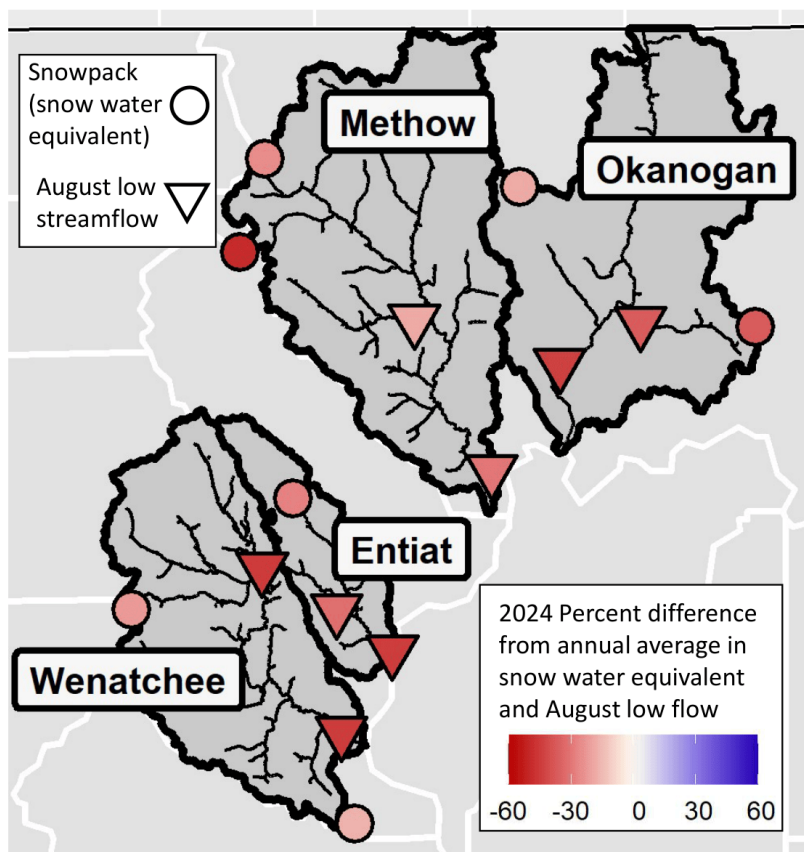 Snowpack
(snow water
equivalent)
August low
streamflow
Methow
Okanogan
Entiat
Wenatchee
2024 Percent difference
from annual average in
snow water equivalent
and August low flow
-60 -30 0 30 60